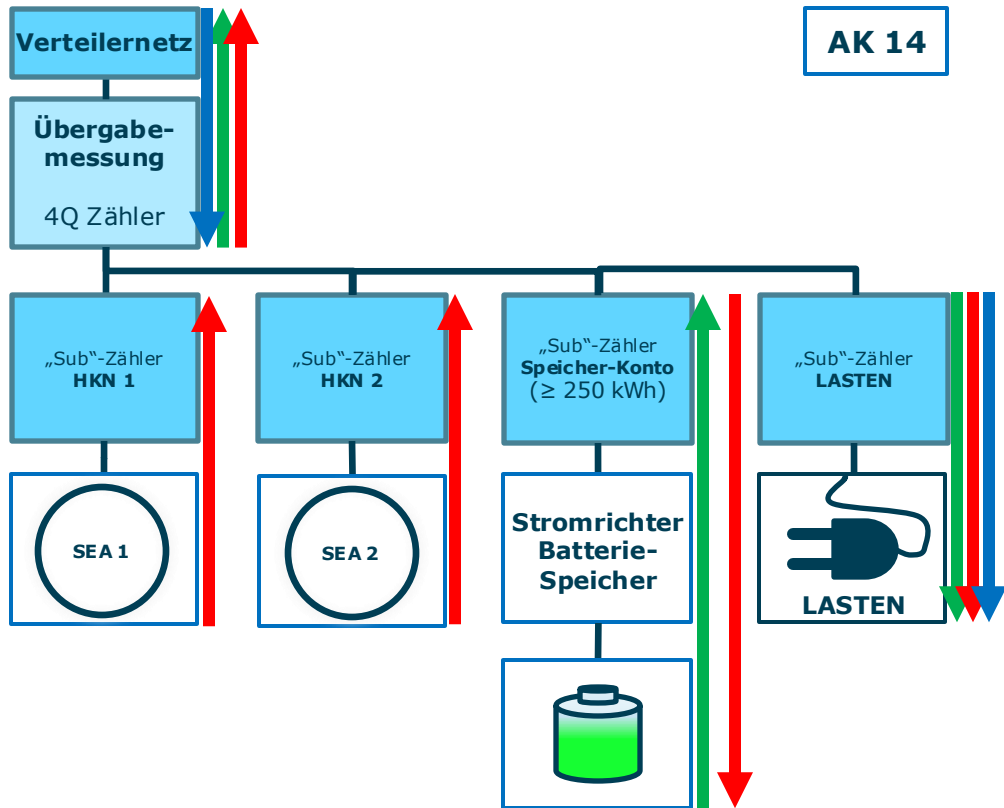 Verteilernetz
AK 14
Übergabe-
messung
4Q Zähler
„Sub“-Zähler
HKN 1
„Sub“-Zähler
HKN 2
„Sub“-Zähler
Speicher-Konto
(≥ 250 kWh)
„Sub“-Zähler
LASTEN
SEA 1
SEA 2
Stromrichter
Batterie-
Speicher
LASTEN